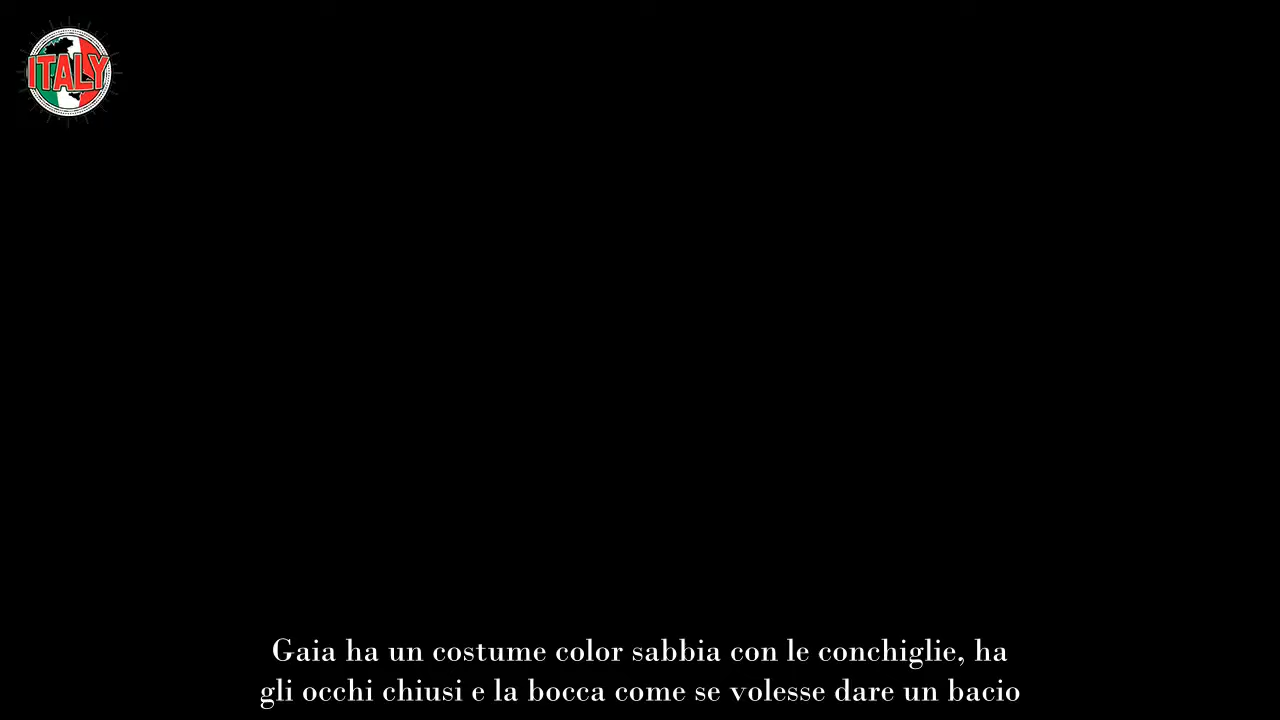 ITALY
Gaia ha un costume color sabbia con le conchiglie, ha
gli occhi chiusi e la bocca come se volesse dare un bacio